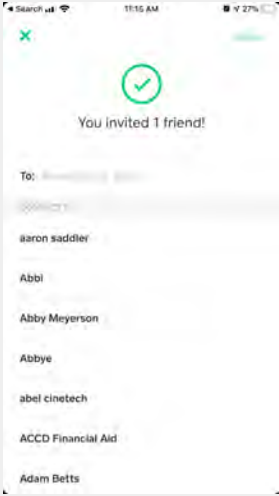 Search
11:15 AM
27%
You invited 1 friend!
To:
aaron saddler
Abbi
Abby Meyerson
Abbye
abel cinetech
ACCD Financial Aid
Adam Betts